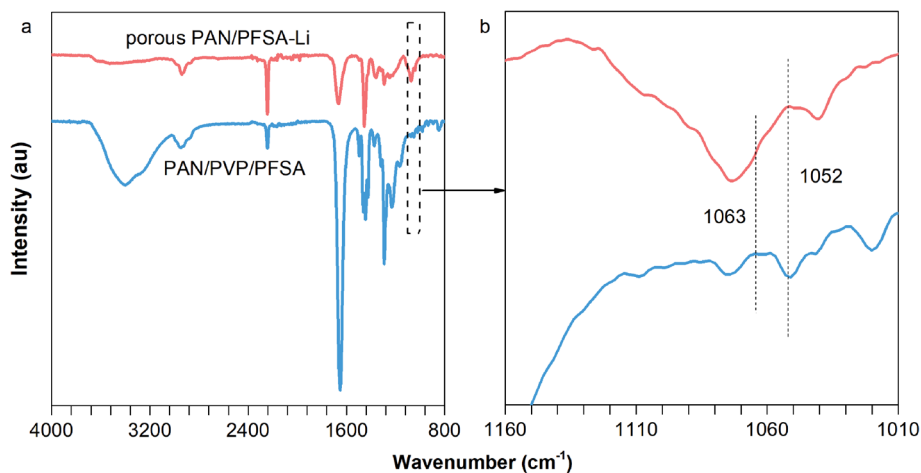 a
porous PAN/PFSA-Li
PAN/PVP/PFSA
Intensity (au)
4000 3200 2400 1600 800
b
1063
1052
1160 1110 1060 1010
Wavenumber (cm⁻¹)